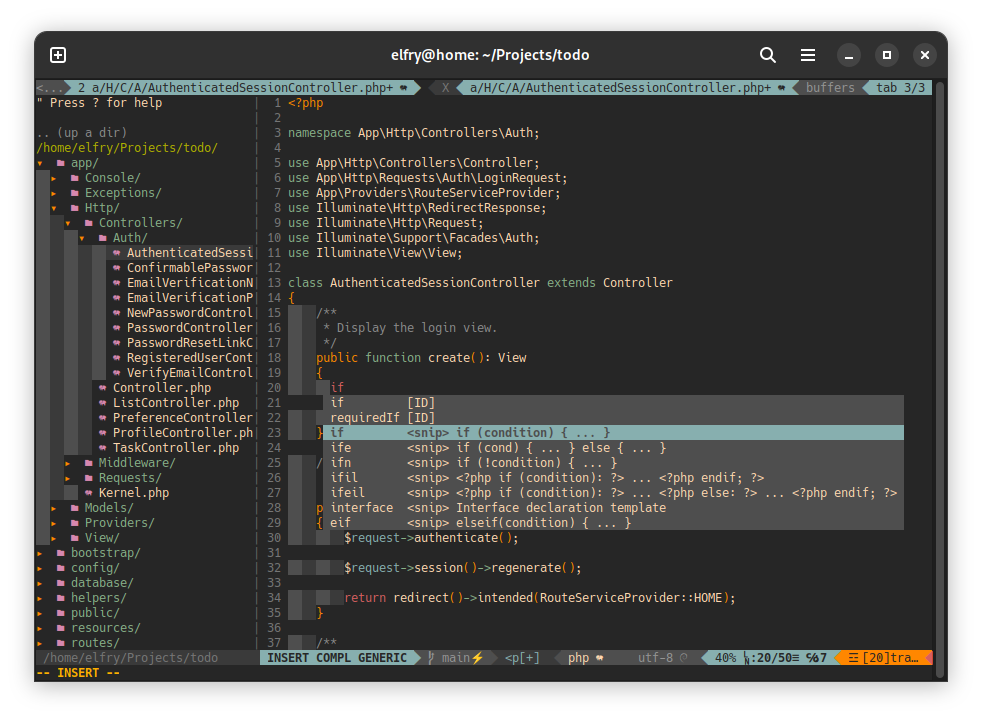 elfry@home: ~/Projects/todo
<... 2 a/H/C/A/AuthenticatedSessionController.php+ X a/H/C/A/AuthenticatedSessionController.php+ buffers tab 3/3
" Press ? for help
.. (up a dir)
/home/elfry/Projects/todo/
app/
Console/
Exceptions/
Http/
Controllers/
Auth/
AuthenticatedSessi
ConfirmablePasswor
EmailVerificationN
EmailVerificationP
NewPasswordControl
PasswordController
PasswordResetLinkC
RegisteredUserCont
VerifyEmailControl
Controller.php
ListController.php
PreferenceController
ProfileController.ph
TaskController.php
Middleware/
Requests/
Kernel.php
Models/
Providers/
View/
bootstrap/
config/
database/
helpers/
public/
resources/
routes/
/home/elfry/Projects/todo
1 <?php
2
3 namespace App\Http\Controllers\Auth;
4
5 use App\Http\Controllers\Controller;
6 use App\Http\Requests\Auth\LoginRequest;
7 use App\Providers\RouteServiceProvider;
8 use Illuminate\Http\RedirectResponse;
9 use Illuminate\Http\Request;
10 use Illuminate\Support\Facades\Auth;
11 use Illuminate\View\View;
12
13 class AuthenticatedSessionController extends Controller
14 {
15 /**
16 * Display the login view.
17 */
18 public function create(): View
19 {
20 if
21 if [ID]
22 requiredIf [ID]
23 } if <snip> if (condition) { ... }
24 ife <snip> if (cond) { ... } else { ... }
25 / ifn <snip> if (!condition) { ... }
26 ifil <snip> <?php if (condition): ?> ... <?php endif; ?>
27 ifeil <snip> <?php if (condition): ?> ... <?php else: ?> ... <?php endif; ?>
28 p interface <snip> Interface declaration template
29 { eif <snip> elseif(condition) { ... }
30 $request->authenticate();
31
32 $request->session()->regenerate();
33
34 return redirect()->intended(RouteServiceProvider::HOME);
35 }
36
37 /**
INSERT COMPL GENERIC main⚡ <p[+] php utf-8 40% :20/50≡ ℅7 ☲ [20]tra…
-- INSERT --